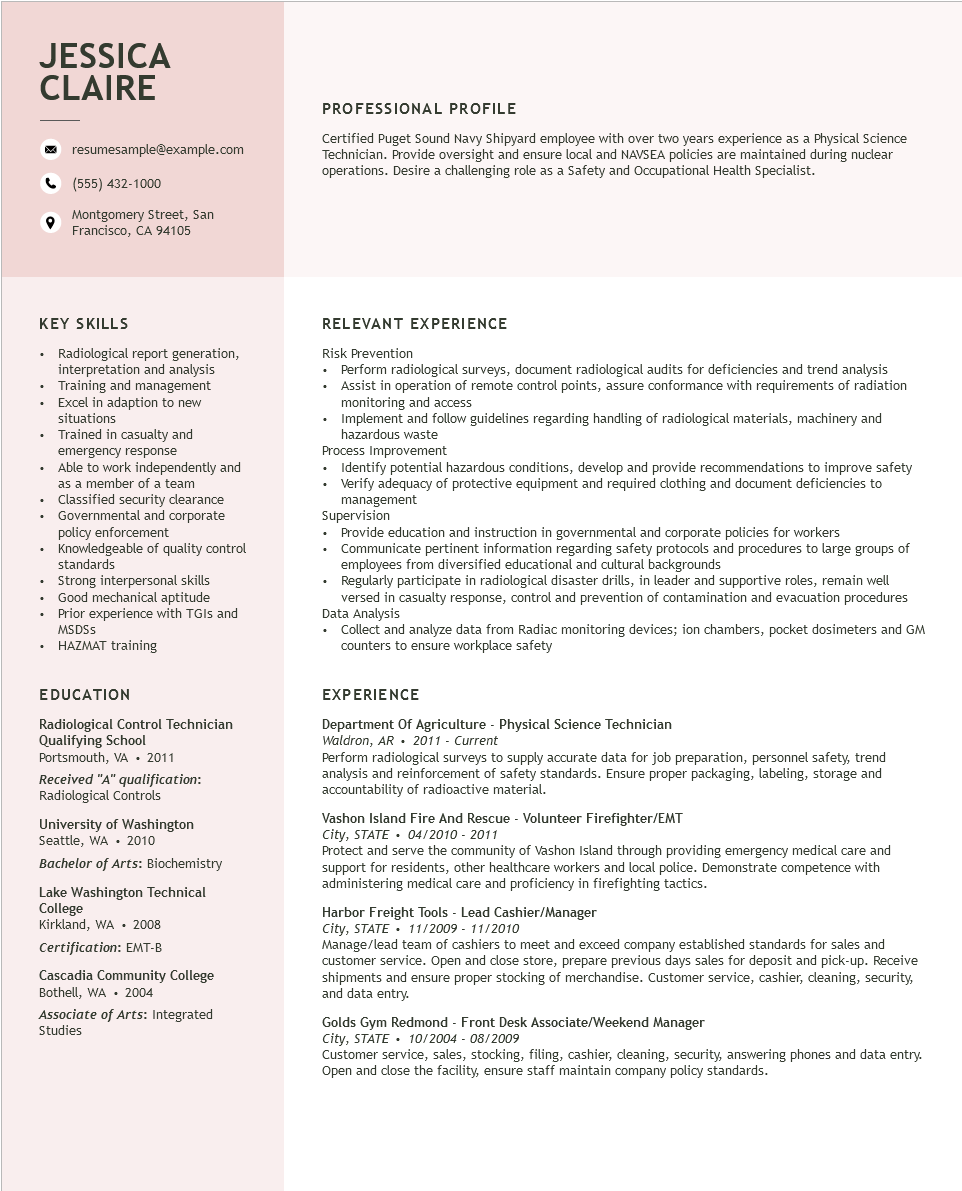 JESSICA
CLAIRE
resumesample@example.com
(555) 432-1000
Montgomery Street, San
Francisco, CA 94105
PROFESSIONAL PROFILE
Certified Puget Sound Navy Shipyard employee with over two years experience as a Physical Science
Technician. Provide oversight and ensure local and NAVSEA policies are maintained during nuclear
operations. Desire a challenging role as a Safety and Occupational Health Specialist.
KEY SKILLS
• Radiological report generation,
interpretation and analysis
• Training and management
• Excel in adaption to new
situations
• Trained in casualty and
emergency response
• Able to work independently and
as a member of a team
• Classified security clearance
• Governmental and corporate
policy enforcement
• Knowledgeable of quality control
standards
• Strong interpersonal skills
• Good mechanical aptitude
• Prior experience with TGIs and
MSDSs
• HAZMAT training
EDUCATION
Radiological Control Technician
Qualifying School
Portsmouth, VA • 2011
Received "A" qualification:
Radiological Controls
University of Washington
Seattle, WA • 2010
Bachelor of Arts: Biochemistry
Lake Washington Technical
College
Kirkland, WA • 2008
Certification: EMT-B
Cascadia Community College
Bothell, WA • 2004
Associate of Arts: Integrated
Studies
RELEVANT EXPERIENCE
Risk Prevention
• Perform radiological surveys, document radiological audits for deficiencies and trend analysis
• Assist in operation of remote control points, assure conformance with requirements of radiation
monitoring and access
• Implement and follow guidelines regarding handling of radiological materials, machinery and
hazardous waste
Process Improvement
• Identify potential hazardous conditions, develop and provide recommendations to improve safety
• Verify adequacy of protective equipment and required clothing and document deficiencies to
management
Supervision
• Provide education and instruction in governmental and corporate policies for workers
• Communicate pertinent information regarding safety protocols and procedures to large groups of
employees from diversified educational and cultural backgrounds
• Regularly participate in radiological disaster drills, in leader and supportive roles, remain well
versed in casualty response, control and prevention of contamination and evacuation procedures
Data Analysis
• Collect and analyze data from Radiac monitoring devices; ion chambers, pocket dosimeters and GM
counters to ensure workplace safety
EXPERIENCE
Department Of Agriculture - Physical Science Technician
Waldron, AR • 2011 - Current
Perform radiological surveys to supply accurate data for job preparation, personnel safety, trend
analysis and reinforcement of safety standards. Ensure proper packaging, labeling, storage and
accountability of radioactive material.
Vashon Island Fire And Rescue - Volunteer Firefighter/EMT
City, STATE • 04/2010 - 2011
Protect and serve the community of Vashon Island through providing emergency medical care and
support for residents, other healthcare workers and local police. Demonstrate competence with
administering medical care and proficiency in firefighting tactics.
Harbor Freight Tools - Lead Cashier/Manager
City, STATE • 11/2009 - 11/2010
Manage/lead team of cashiers to meet and exceed company established standards for sales and
customer service. Open and close store, prepare previous days sales for deposit and pick-up. Receive
shipments and ensure proper stocking of merchandise. Customer service, cashier, cleaning, security,
and data entry.
Golds Gym Redmond - Front Desk Associate/Weekend Manager
City, STATE • 10/2004 - 08/2009
Customer service, sales, stocking, filing, cashier, cleaning, security, answering phones and data entry.
Open and close the facility, ensure staff maintain company policy standards.